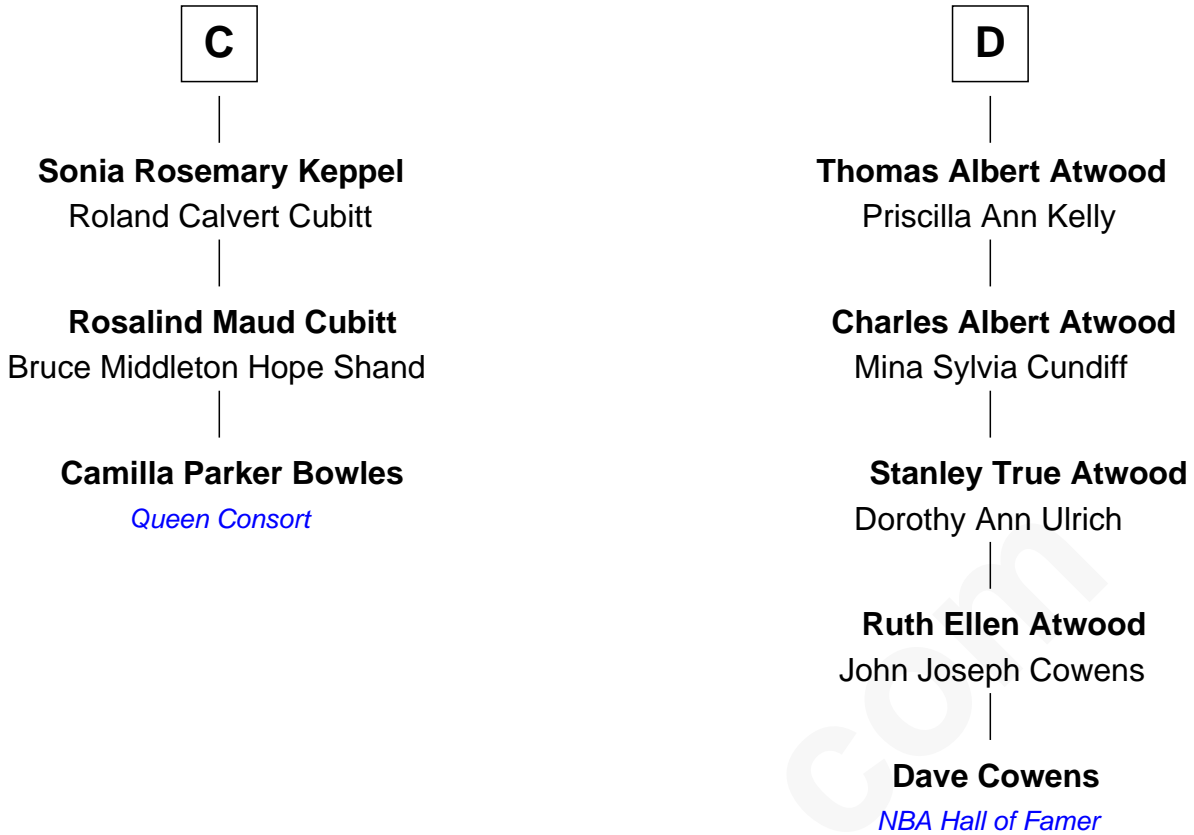 C
Sonia Rosemary Keppel
Roland Calvert Cubitt
Rosalind Maud Cubitt
Bruce Middleton Hope Shand
Camilla Parker Bowles
Queen Consort
D
Thomas Albert Atwood
Priscilla Ann Kelly
Charles Albert Atwood
Mina Sylvia Cundiff
Stanley True Atwood
Dorothy Ann Ulrich
Ruth Ellen Atwood
John Joseph Cowens
Dave Cowens
NBA Hall of Famer
com